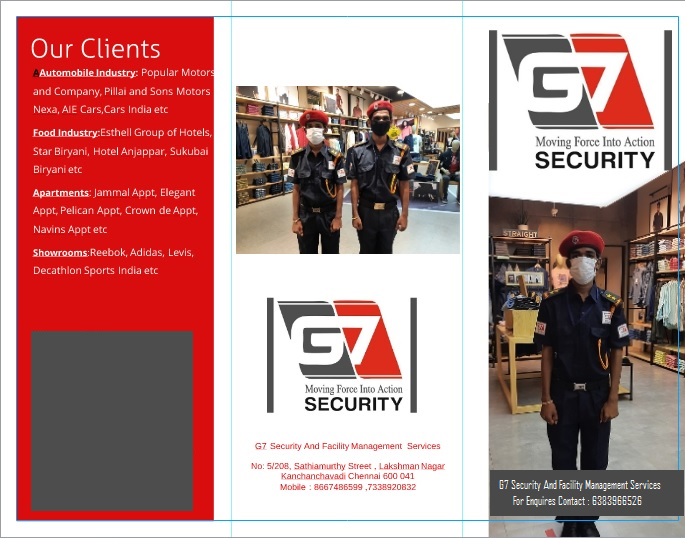 Our Clients
AAutomobile Industry: Popular Motors
and Company, Pillai and Sons Motors
Nexa, AIE Cars,Cars India etc
Food Industry:Esthell Group of Hotels,
Star Biryani, Hotel Anjappar, Sukubai
Biryani etc
Apartments: Jammal Appt, Elegant
Appt, Pelican Appt, Crown de Appt,
Navins Appt etc
Showrooms:Reebok, Adidas, Levis,
Decathlon Sports India etc
G7
Moving Force Into Action
SECURITY
G7 Security And Facility Management Services
No: 5/208, Sathiamurthy Street , Lakshman Nagar
Kanchanchavadi Chennai 600 041
Mobile : 8667486599 ,7338920832
G7
Moving Force Into Action
SECURITY
STRAIGHT
G7 Security And Facility Management Services
For Enquires Contact : 6383966526